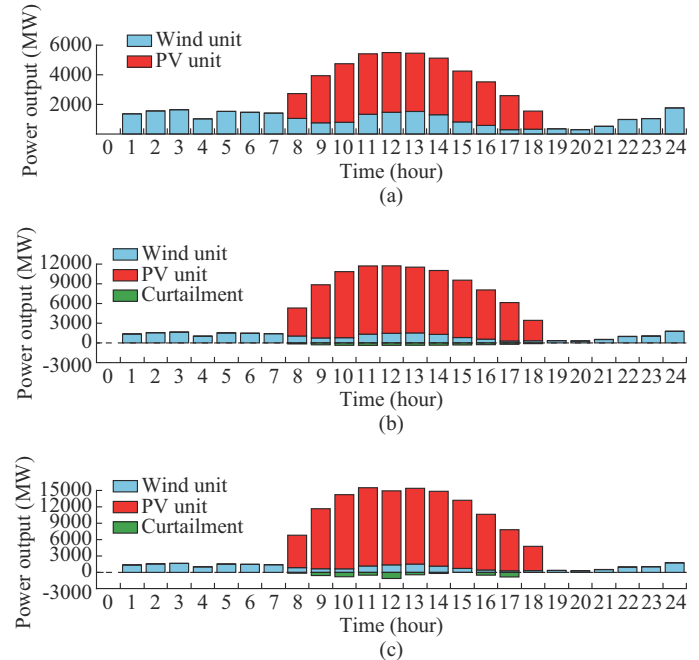 Power output (MW)
6000
4000
2000
Wind unit
PV unit
0 1 2 3 4 5 6 7 8 9 10 11 12 13 14 15 16 17 18 19 20 21 22 23 24
Time (hour)
(a)
Power output (MW)
12000
9000
6000
3000
0
-3000
Wind unit
PV unit
Curtailment
0 1 2 3 4 5 6 7 8 9 10 11 12 13 14 15 16 17 18 19 20 21 22 23 24
Time (hour)
(b)
Power output (MW)
15000
12000
9000
6000
3000
0
-3000
Wind unit
PV unit
Curtailment
0 1 2 3 4 5 6 7 8 9 10 11 12 13 14 15 16 17 18 19 20 21 22 23 24
Time (hour)
(c)